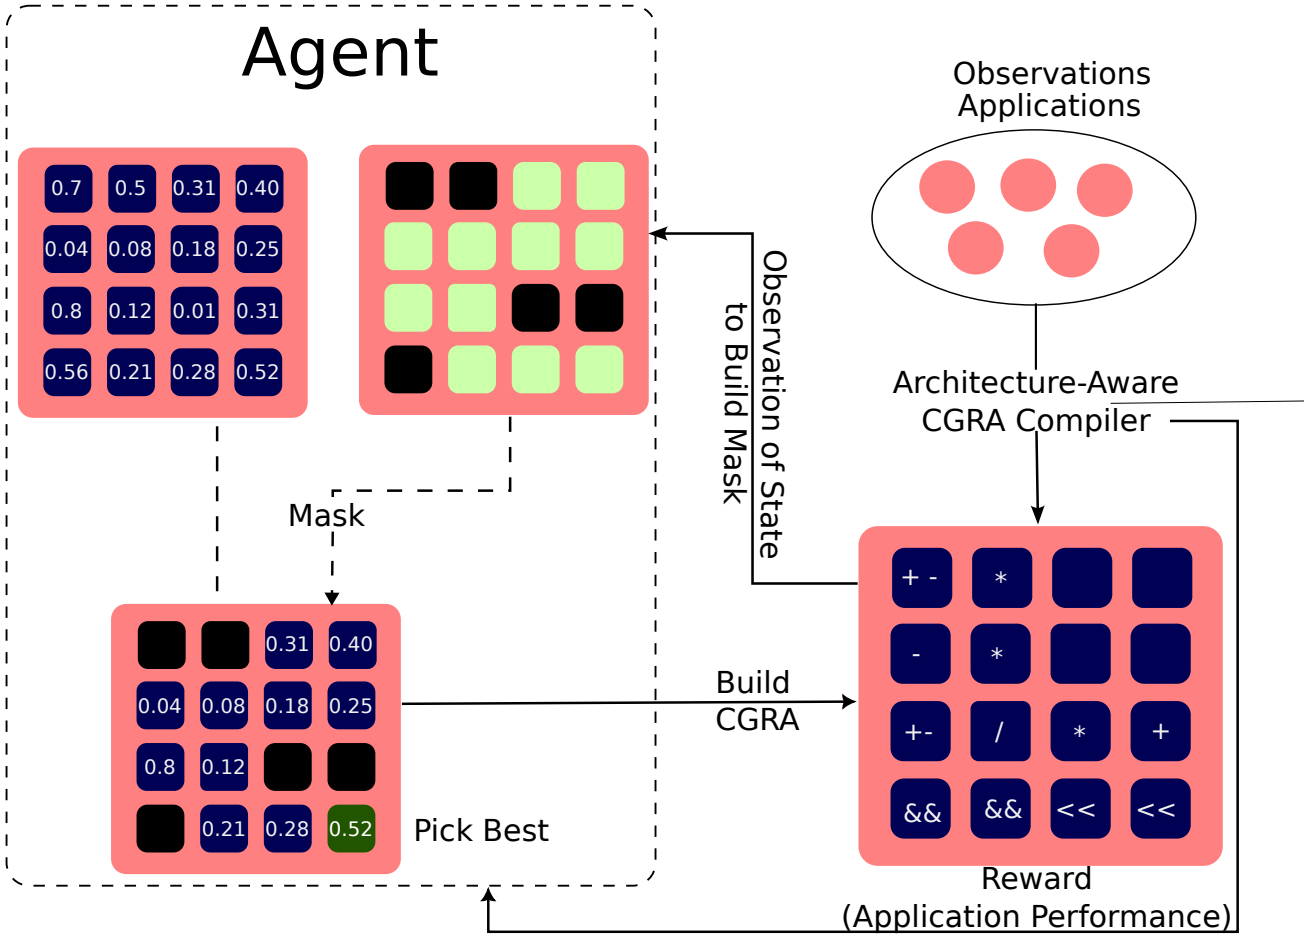 Agent
0.7 0.5 0.31 0.40
0.04 0.08 0.18 0.25
0.8 0.12 0.01 0.31
0.56 0.21 0.28 0.52
Mask
0.31 0.40
0.04 0.08 0.18 0.25
0.8 0.12
0.21 0.28 0.52
Pick Best
Observation of State
to Build Mask
Build
CGRA
Observations
Applications
Architecture-Aware
CGRA Compiler
+ - *
- *
+- / * +
&& && << <<
Reward
(Application Performance)